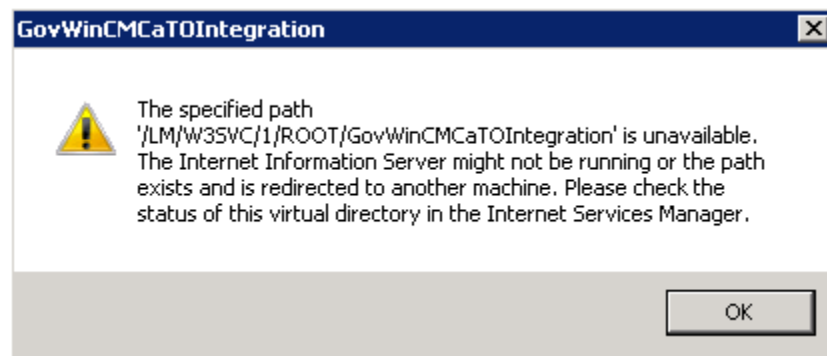 GovWinCMCaTOIntegration
The specified path
'/LM/W3SVC/1/ROOT/GovWinCMCaTOIntegration' is unavailable.
The Internet Information Server might not be running or the path
exists and is redirected to another machine. Please check the
status of this virtual directory in the Internet Services Manager.
OK